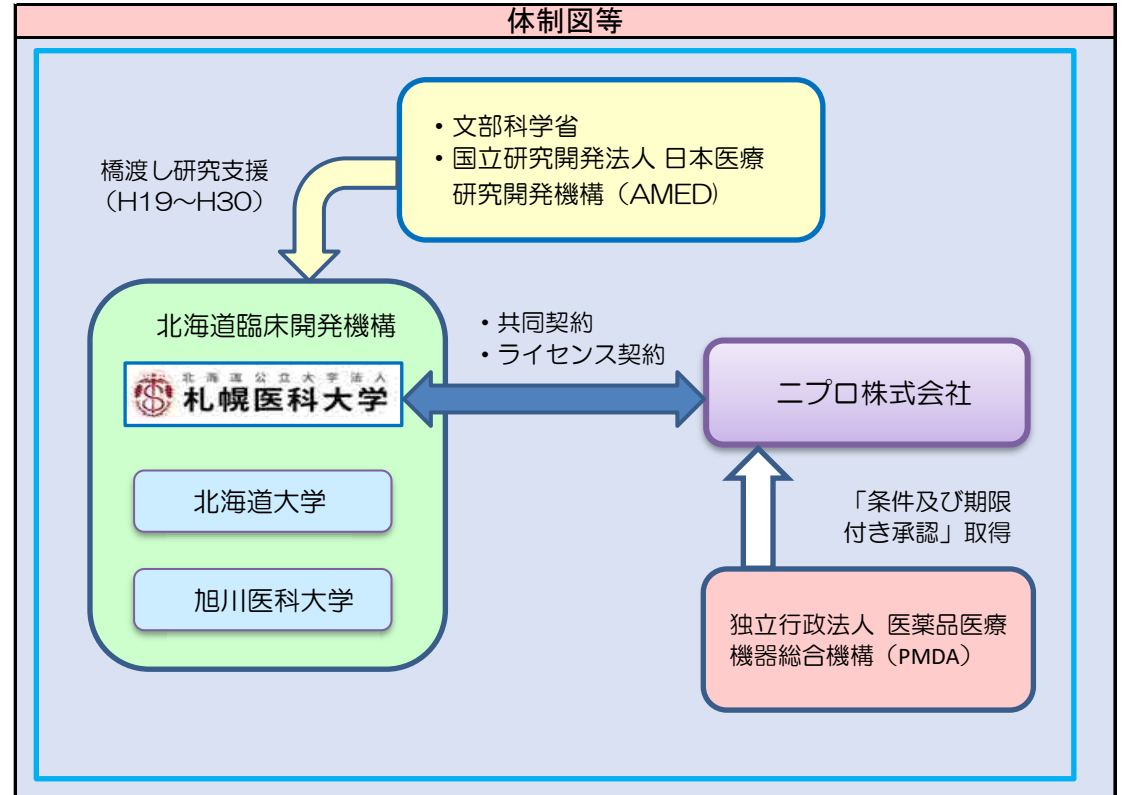 体制図等
・文部科学省
・国立研究開発法人 日本医療
研究開発機構（AMED）
橋渡し研究支援
（H19～H30）
北海道臨床開発機構
北海道公立大学法人
札幌医科大学
北海道大学
旭川医科大学
・共同契約
・ライセンス契約
ニプロ株式会社
「条件及び期限
付き承認」取得
独立行政法人 医薬品医療
機器総合機構（PMDA）